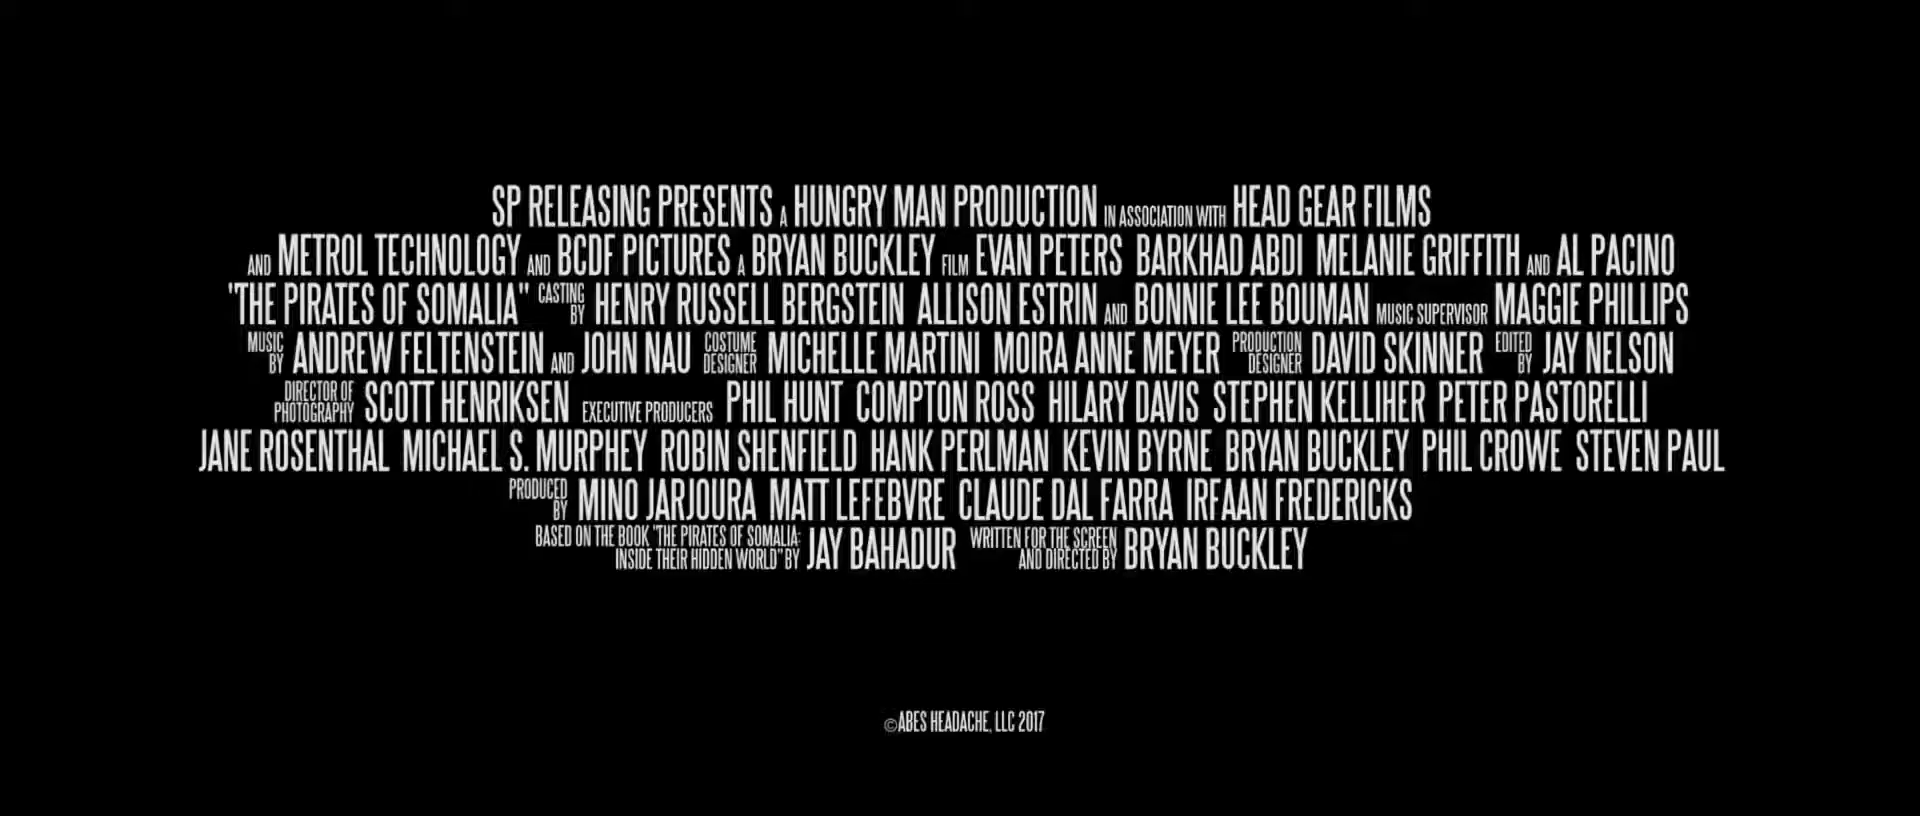 SP RELEASING PRESENTS A HUNGRY MAN PRODUCTION IN ASSOCIATION WITH HEAD GEAR FILMS
AND METROL TECHNOLOGY AND BCDF PICTURES A BRYAN BUCKLEY FILM EVAN PETERS BARKHAD ABDI MELANIE GRIFFITH AND AL PACINO
"THE PIRATES OF SOMALIA" CASTING BY HENRY RUSSELL BERGSTEIN ALLISON ESTRIN AND BONNIE LEE BOUMAN MUSIC SUPERVISOR MAGGIE PHILLIPS
MUSIC BY ANDREW FELTENSTEIN AND JOHN NAU COSTUME DESIGNER MICHELLE MARTINI MOIRA ANNE MEYER PRODUCTION DESIGNER DAVID SKINNER EDITED BY JAY NELSON
DIRECTOR OF PHOTOGRAPHY SCOTT HENRIKSEN EXECUTIVE PRODUCERS PHIL HUNT COMPTON ROSS HILARY DAVIS STEPHEN KELLIHER PETER PASTORELLI
JANE ROSENTHAL MICHAEL S. MURPHEY ROBIN SHENFIELD HANK PERLMAN KEVIN BYRNE BRYAN BUCKLEY PHIL CROWE STEVEN PAUL
PRODUCED BY MINO JARJOURA MATT LEFEBVRE CLAUDE DAL FARRA IRFAAN FREDERICKS
BASED ON THE BOOK "THE PIRATES OF SOMALIA: INSIDE THEIR HIDDEN WORLD" BY JAY BAHADUR WRITTEN FOR THE SCREEN AND DIRECTED BY BRYAN BUCKLEY
©ABES HEADACHE, LLC 2017